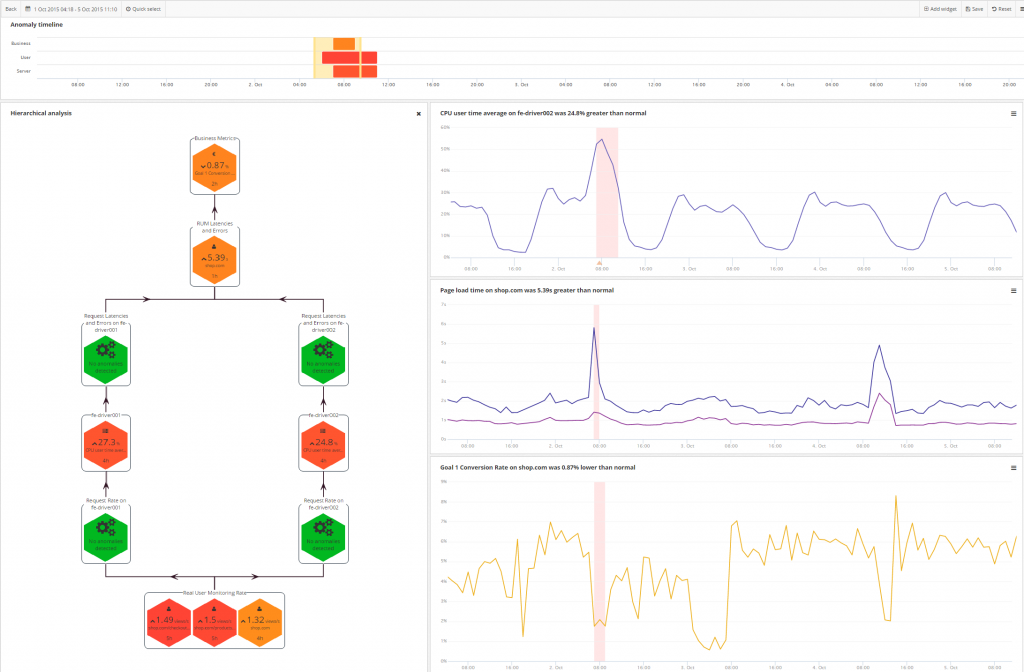 Back 1 Oct 2015 04:18 - 5 Oct 2015 11:10 Quick select Add widget Save Reset
Anomaly timeline
Business
User
Server
08:00 12:00 16:00 20:00 2. Oct 04:00 08:00 12:00 16:00 20:00 3. Oct 04:00 08:00 12:00 16:00 20:00 4. Oct 04:00 08:00 12:00 16:00 20:00
Hierarchical analysis
Business Metrics
0.87%
Goal 1 Conversion ...
2h
RUM Latencies
and Errors
5.39s
shop.com
1h
Request Latencies
and Errors on fe-
driver001
No anomalies
detected
Request Latencies
and Errors on fe-
driver002
No anomalies
detected
fe-driver001
27.3%
CPU user time aver...
4h
fe-driver002
24.8%
CPU user time aver...
4h
Request Rate on
fe-driver001
No anomalies
detected
Request Rate on
fe-driver002
No anomalies
detected
Real User Monitoring Rate
1.49
5h
1.5
5h
1.32
shop.com
6h
CPU user time average on fe-driver002 was 24.8% greater than normal
60%
50%
40%
30%
20%
10%
0%
08:00 16:00 2. Oct 08:00 16:00 3. Oct 08:00 16:00 4. Oct 08:00 16:00 5. Oct 08:00
Page load time on shop.com was 5.39s greater than normal
7s
6s
5s
4s
3s
2s
1s
0s
08:00 16:00 2. Oct 08:00 16:00 3. Oct 08:00 16:00 4. Oct 08:00 16:00 5. Oct 08:00
Goal 1 Conversion Rate on shop.com was 0.87% lower than normal
9%
8%
7%
6%
5%
4%
3%
2%
1%
0%
08:00 16:00 2. Oct 08:00 16:00 3. Oct 08:00 16:00 4. Oct 08:00 16:00 5. Oct 08:00